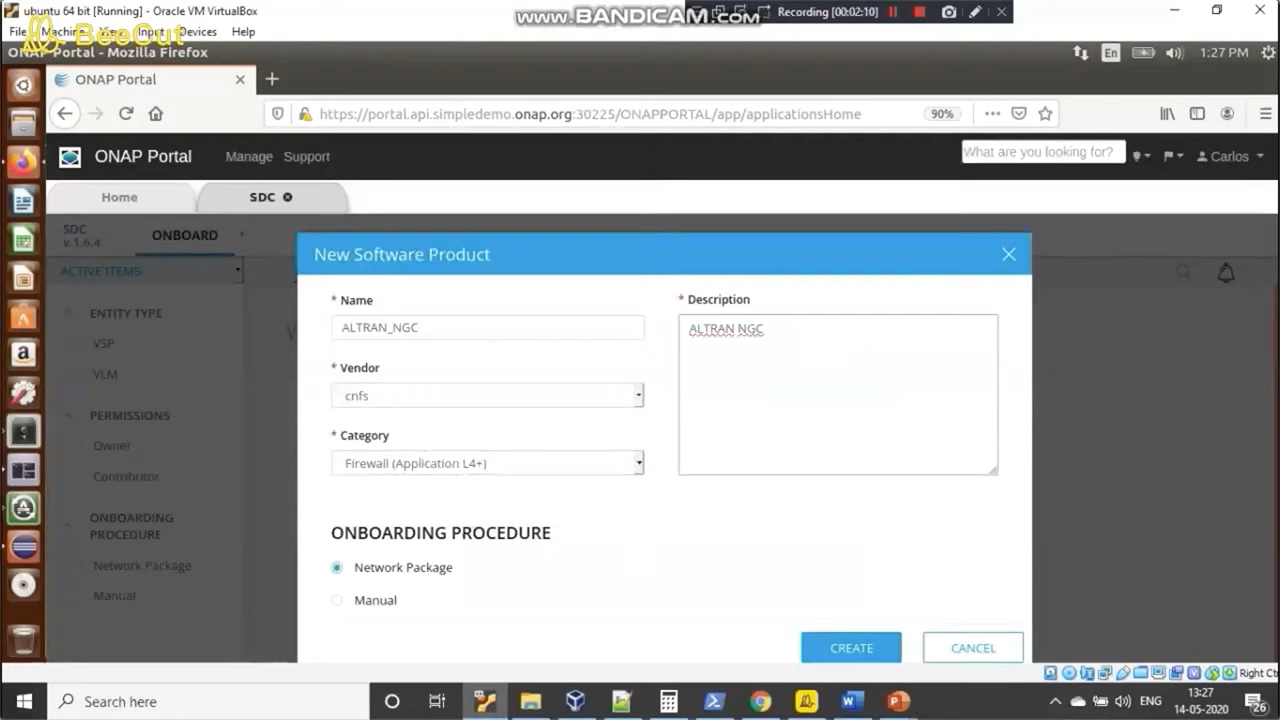 ubuntu 64 bit [Running] - Oracle VM VirtualBox
www.BANDICAM.com
Recording [00:02:10]
File Machine View Input Devices Help
BeeCut
ONAP Portal - Mozilla Firefox
En
1:27 PM
ONAP Portal
https://portal.api.simpledemo.onap.org:30225/ONAPPORTAL/app/applicationsHome
90%
ONAP Portal
Manage
Support
What are you looking for?
Carlos
Home
SDC
SDC
v.1.6.4
ONBOARD
ACTIVE ITEMS
ENTITY TYPE
VSP
VLM
PERMISSIONS
Owner
Contributor
ONBOARDING
PROCEDURE
Network Package
Manual
New Software Product
* Name
ALTRAN_NGC
* Vendor
cnfs
* Category
Firewall (Application L4+)
* Description
ALTRAN NGC
ONBOARDING PROCEDURE
Network Package
Manual
CREATE
CANCEL
Right Ct
Search here
ENG
13:27
14-05-2020
26